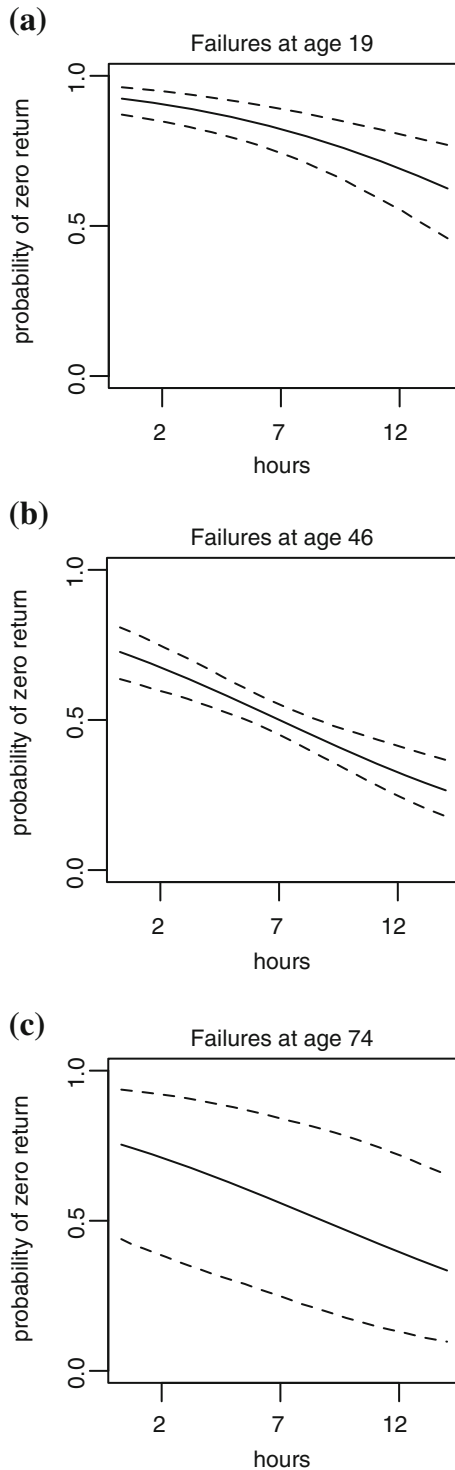 (a)
Failures at age 19
probability of zero return
1.0
0.5
0.0
2 7 12
hours
(b)
Failures at age 46
probability of zero return
1.0
0.5
0.0
2 7 12
hours
(c)
Failures at age 74
probability of zero return
1.0
0.5
0.0
2 7 12
hours